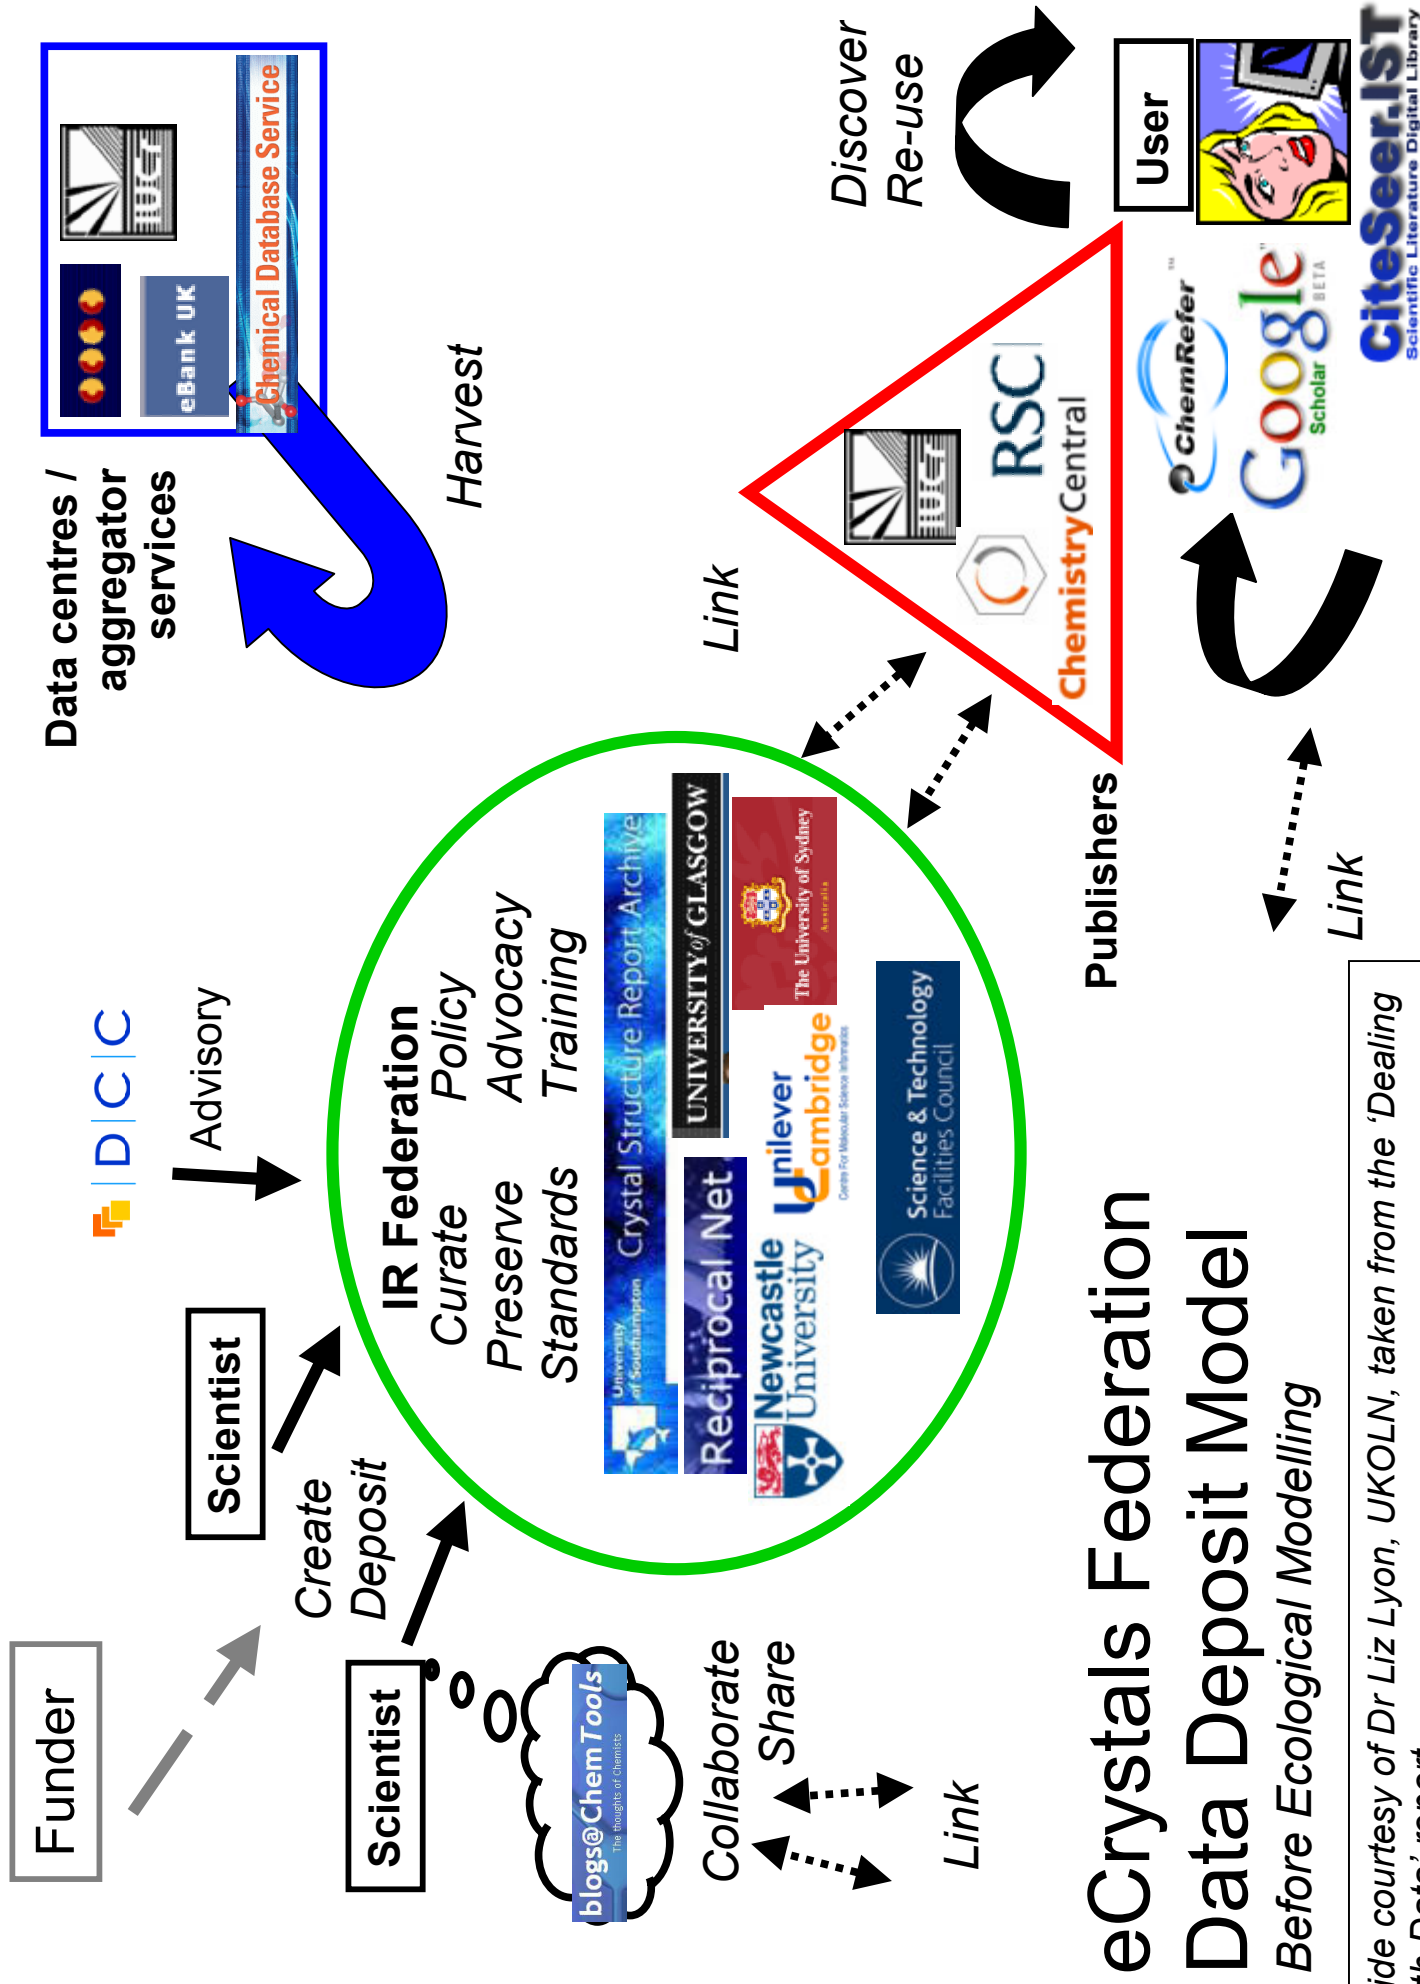 Funder
Scientist
Scientist
Create
Deposit
DCC
Advisory
Data centres /
aggregator
services
eBank UK
IUCr
Chemical Database Service
Harvest
IR Federation
Curate Policy
Preserve Advocacy
Standards Training
University
of Southampton
Crystal Structure Report Archive
Reciprocal Net
UNIVERSITY of GLASGOW
Newcastle
University
Unilever
Cambridge
Centre For Molecular Science Informatics
The University of Sydney
Australia
Science & Technology
Facilities Council
blogs@ChemTools
The thoughts of Chemists
Collaborate
Share
Link
Link
IUCr
RSC
ChemistryCentral
Publishers
Discover
Re-use
User
ChemRefer™
Google™
Scholar BETA
CiteSeer.IST
Scientific Literature Digital Library
Link
eCrystals Federation
Data Deposit Model
Before Ecological Modelling
ide courtesy of Dr Liz Lyon, UKOLN, taken from the ‘Dealing